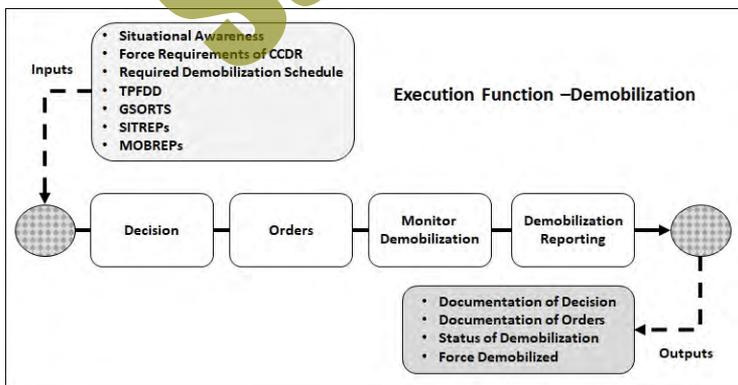 Situational Awareness
Force Requirements of CCDR
Required Demobilization Schedule
TPFDD
GSORTS
SITREPs
MOBREPs
Inputs
Execution Function –Demobilization
Decision
Orders
Monitor
Demobilization
Demobilization
Reporting
Documentation of Decision
Documentation of Orders
Status of Demobilization
Force Demobilized
Outputs